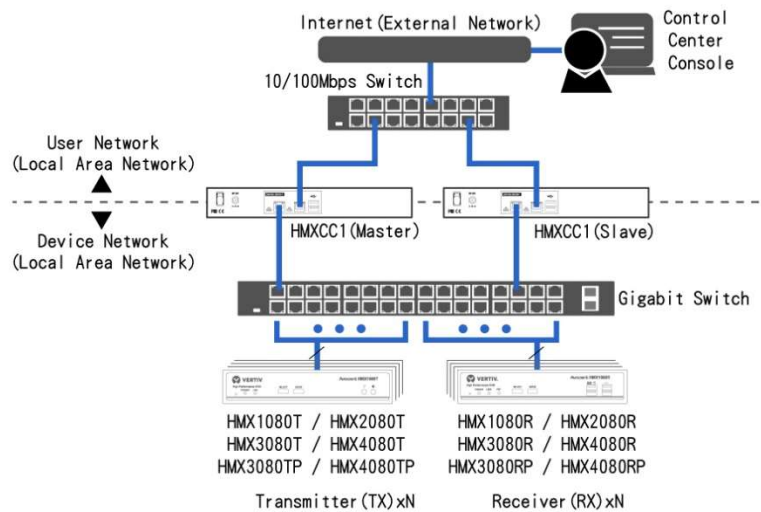 Internet(External Network)
Control
Center
Console
10/100Mbps Switch
User Network
(Local Area Network)
HMXCC1(Master)
HMXCC1(Slave)
Device Network
(Local Area Network)
Gigabit Switch
VERTIV.
VERTIV.
HMX1080T / HMX2080T
HMX3080T / HMX4080T
HMX3080TP / HMX4080TP
HMX1080R / HMX2080R
HMX3080R / HMX4080R
HMX3080RP / HMX4080RP
Transmitter(TX)xN
Receiver(RX)xN